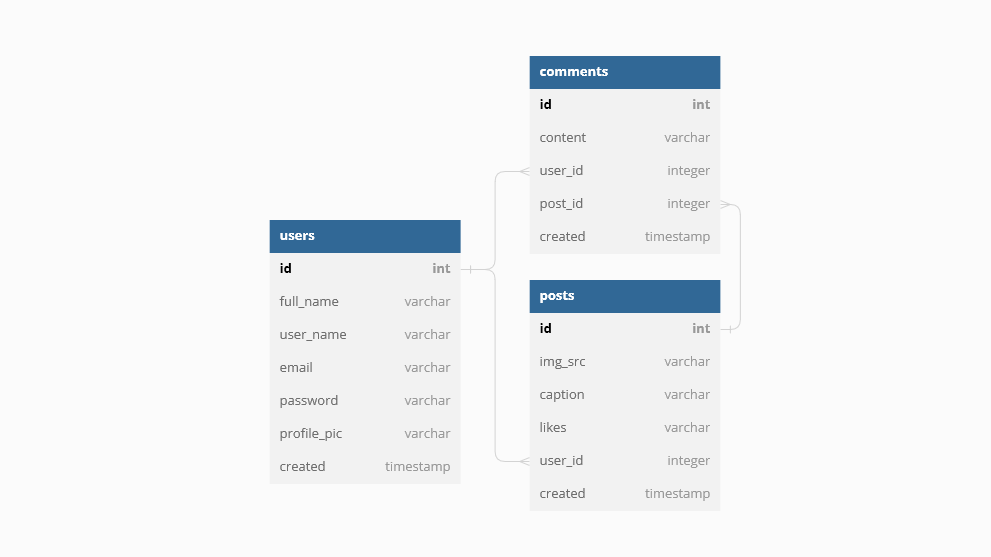 comments
id int
content varchar
user_id integer
post_id integer
created timestamp
users
id int
full_name varchar
user_name varchar
email varchar
password varchar
profile_pic varchar
created timestamp
posts
id int
img_src varchar
caption varchar
likes varchar
user_id integer
created timestamp